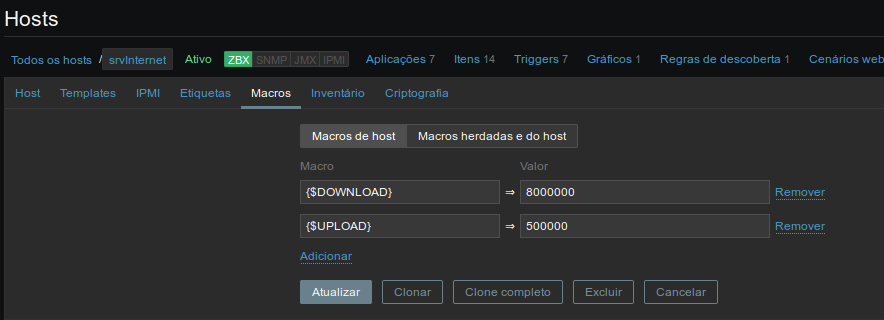 Hosts
Todos os hosts / srvInternet Ativo ZBX SNMP JMX IPMI Aplicações 7 Itens 14 Triggers 7 Gráficos 1 Regras de descoberta 1 Cenários web
Host Templates IPMI Etiquetas Macros Inventário Criptografia
Macros de host Macros herdadas e do host
Macro Valor
{$DOWNLOAD} ⇒ 8000000 Remover
{$UPLOAD} ⇒ 500000 Remover
Adicionar
Atualizar Clonar Clone completo Excluir Cancelar